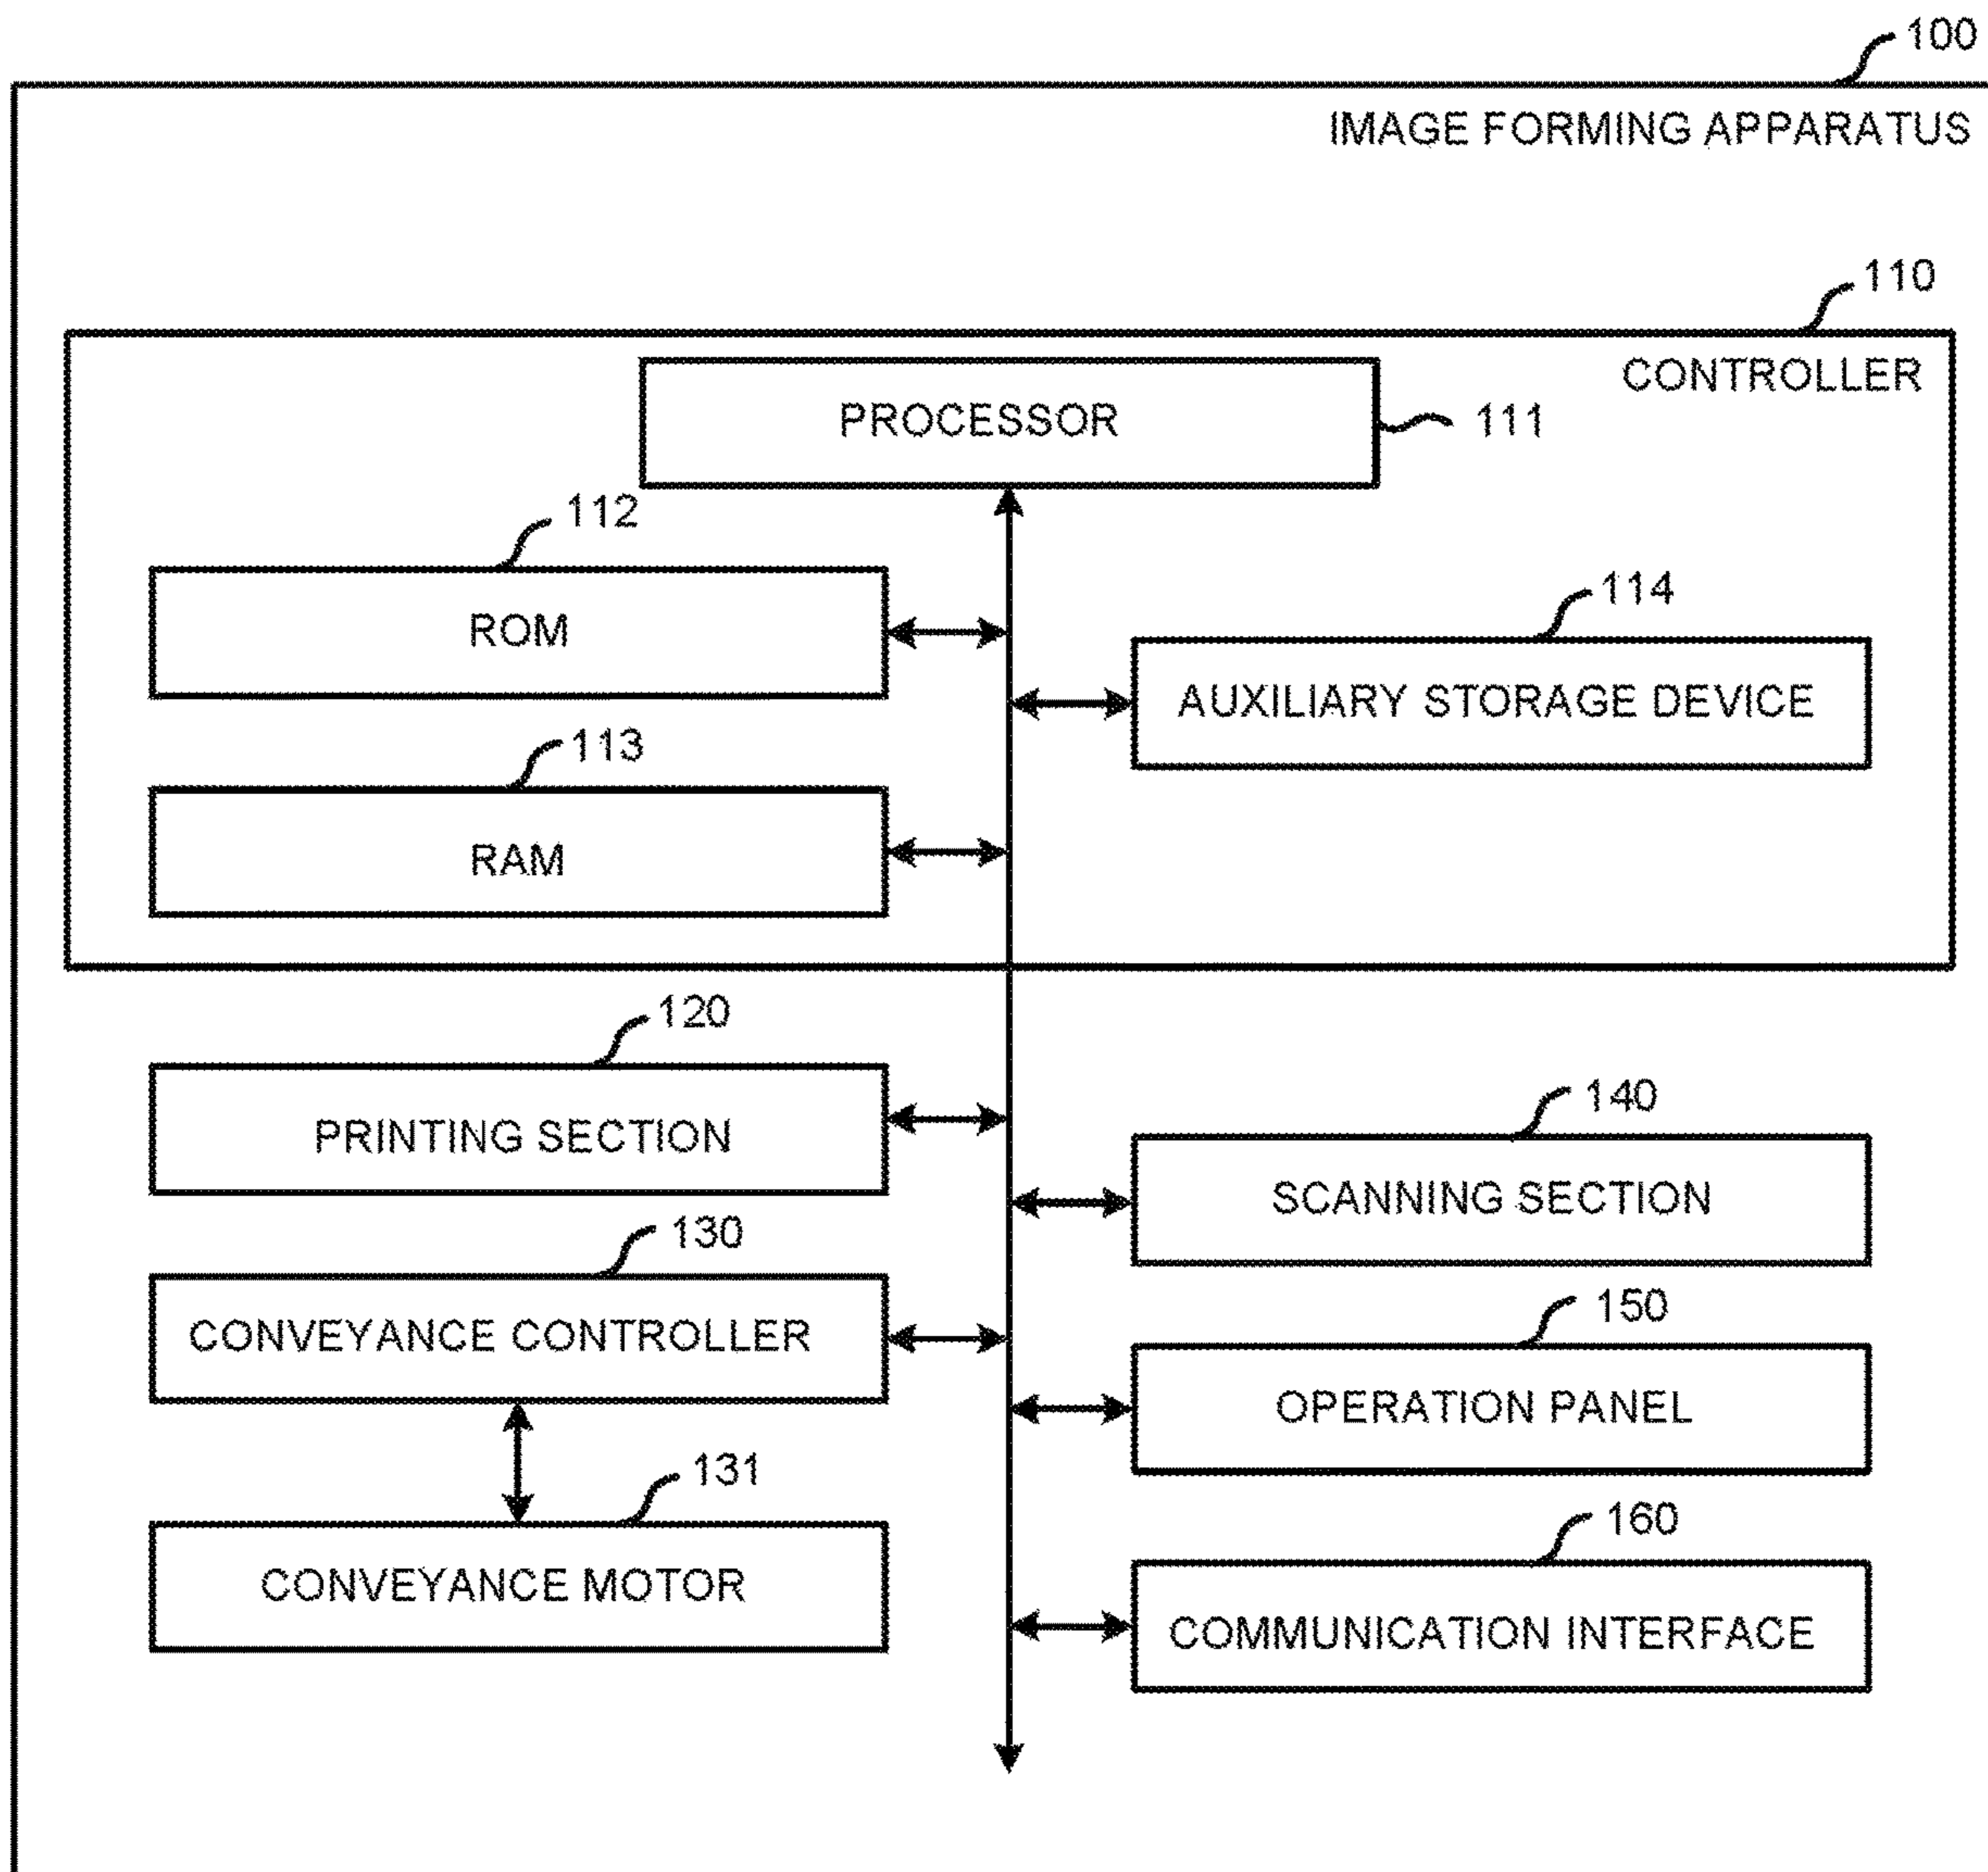 100
IMAGE FORMING APPARATUS
110
CONTROLLER
PROCESSOR
111
112
ROM
114
AUXILIARY STORAGE DEVICE
113
RAM
120
PRINTING SECTION
140
SCANNING SECTION
130
CONVEYANCE CONTROLLER
150
OPERATION PANEL
131
CONVEYANCE MOTOR
160
COMMUNICATION INTERFACE